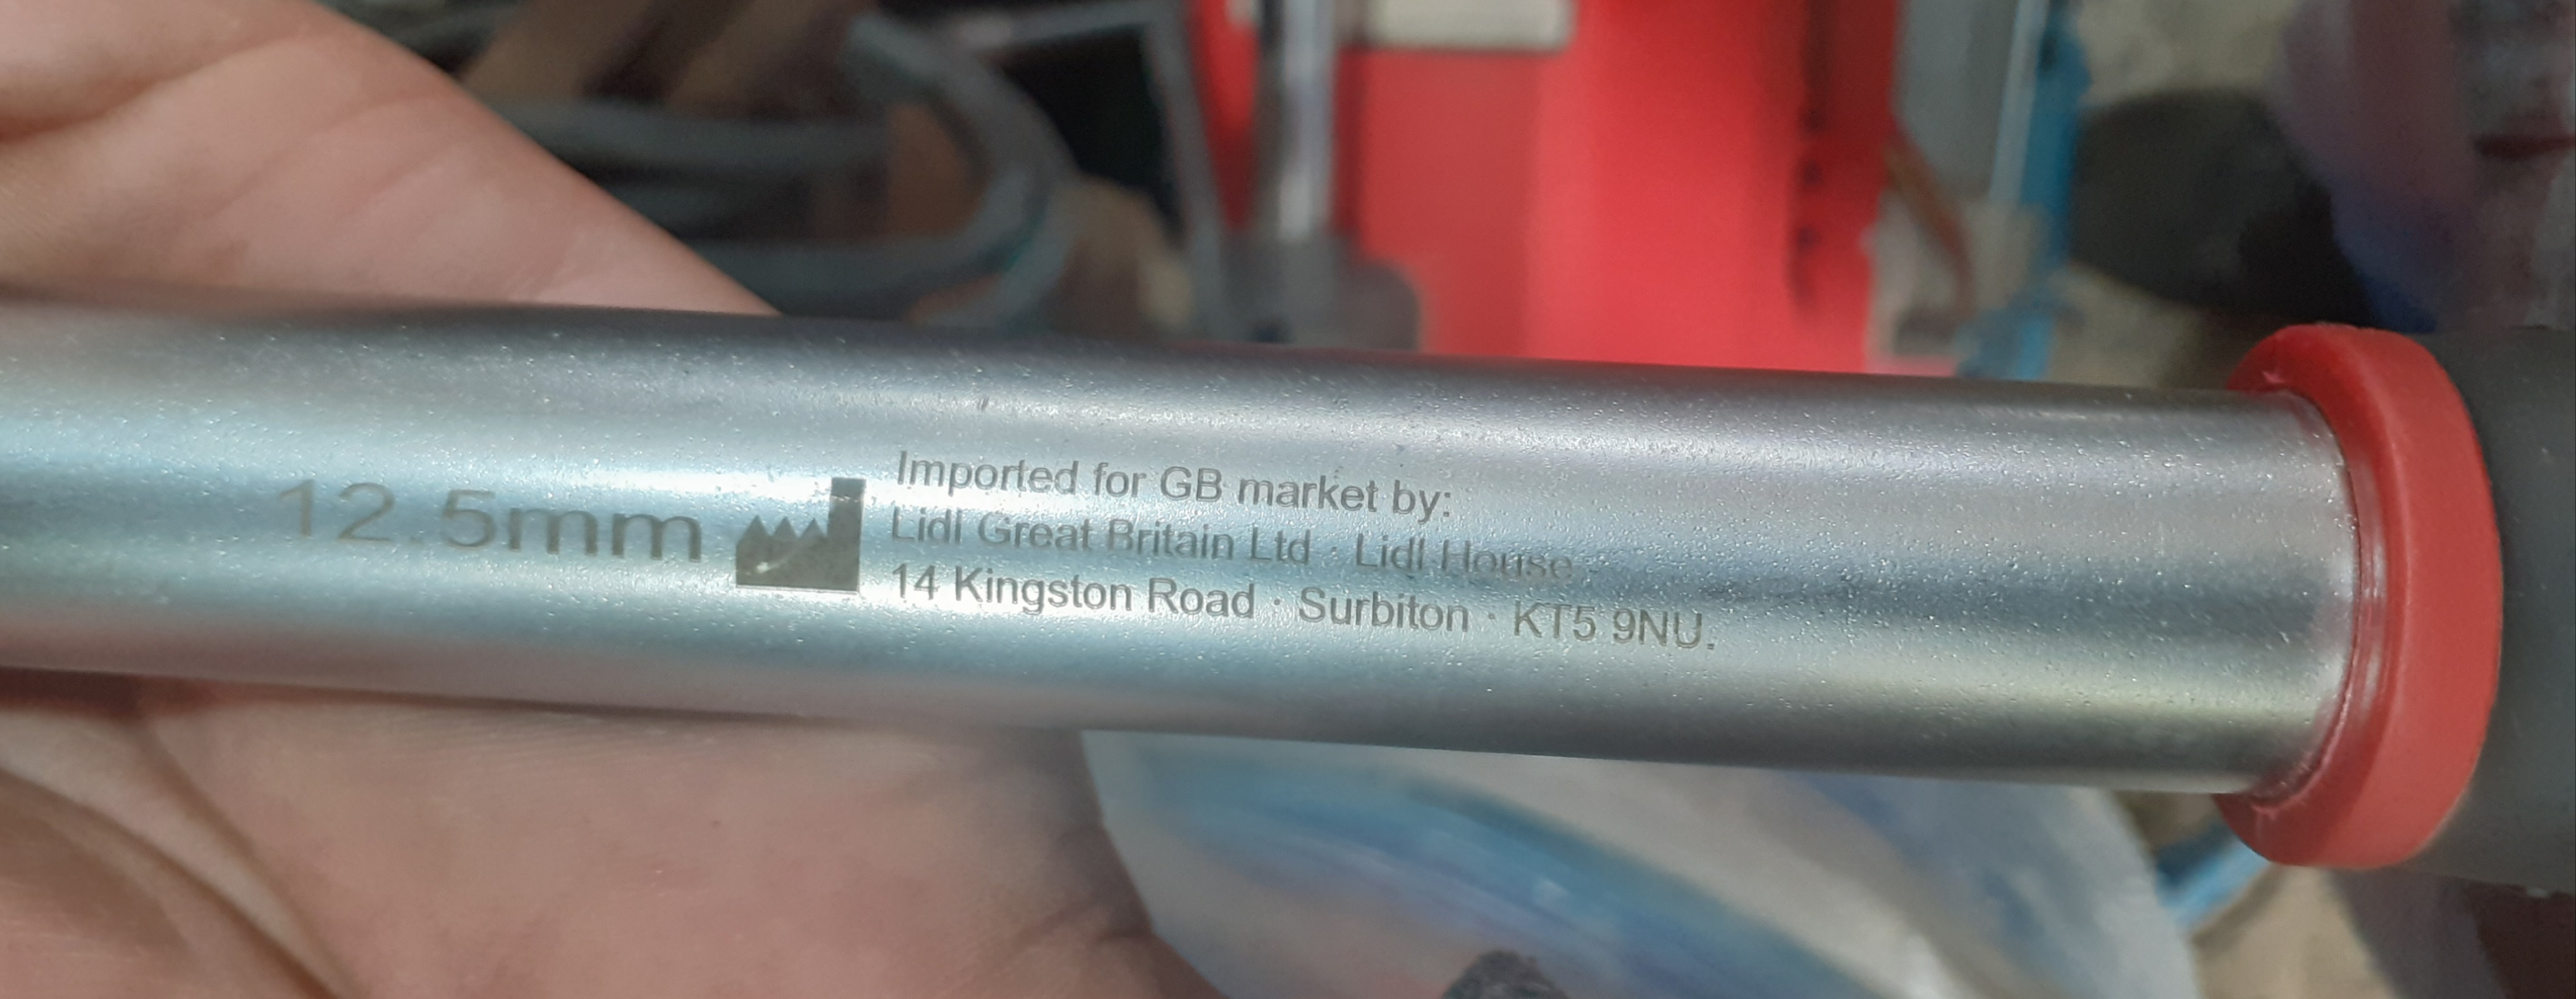 12.5mm
Imported for GB market by:
Lidl Great Britain Ltd · Lidl House ·
14 Kingston Road · Surbiton · KT5 9NU.